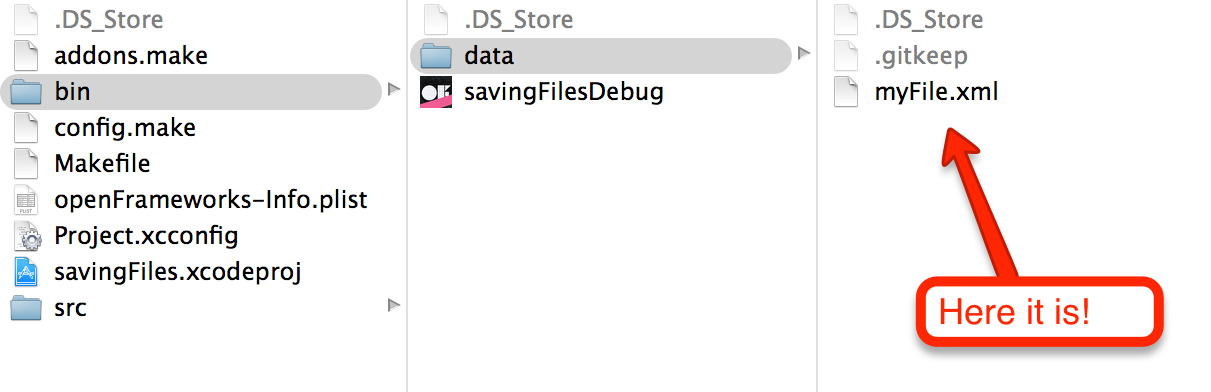 .DS_Store
addons.make
bin
config.make
Makefile
openFrameworks-Info.plist
Project.xcconfig
savingFiles.xcodeproj
src
.DS_Store
data
savingFilesDebug
.DS_Store
.gitkeep
myFile.xml
Here it is!